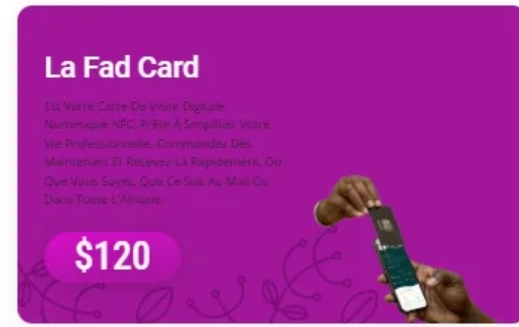 La Fad Card
Est Votre Carte De Visite Digitale
Numérique NFC, Prête À Simplifier Votre
Vie Professionnelle. Commandez Dès
Maintenant Et Recevez-La Rapidement, Où
Que Vous Soyez, Que Ce Soit Au Mali Ou
Dans Toute L'Afrique.
$120